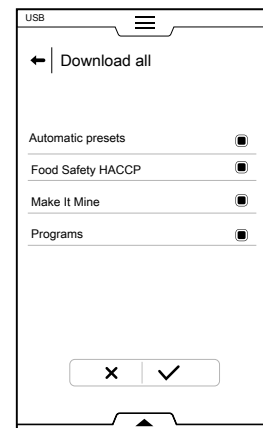 USB
Download all
Automatic presets
Food Safety HACCP
Make It Mine
Programs